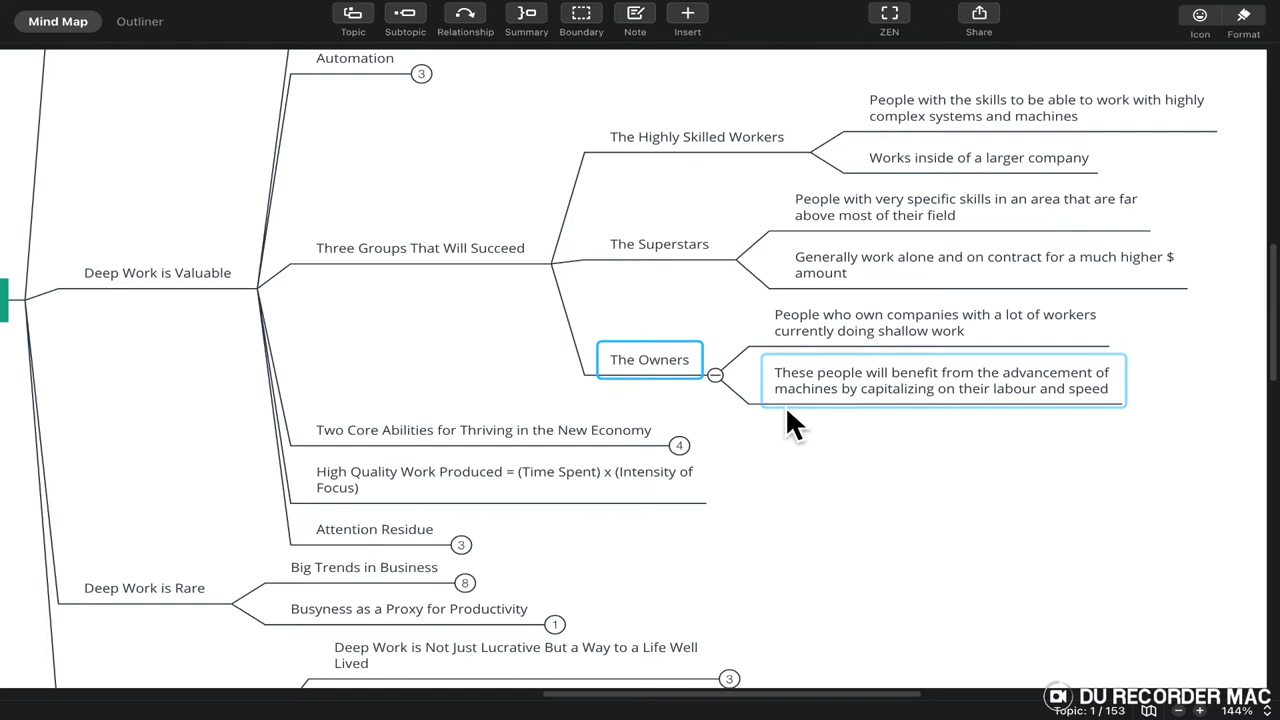 Mind Map
Outliner
Topic
Subtopic
Relationship
Summary
Boundary
Note
Insert
ZEN
Share
Icon
Format
Automation
3
People with the skills to be able to work with highly
complex systems and machines
The Highly Skilled Workers
Works inside of a larger company
People with very specific skills in an area that are far
above most of their field
Three Groups That Will Succeed
The Superstars
Generally work alone and on contract for a much higher $
amount
Deep Work is Valuable
People who own companies with a lot of workers
currently doing shallow work
The Owners
These people will benefit from the advancement of
machines by capitalizing on their labour and speed
Two Core Abilities for Thriving in the New Economy
4
High Quality Work Produced = (Time Spent) x (Intensity of
Focus)
Attention Residue
3
Big Trends in Business
8
Deep Work is Rare
Busyness as a Proxy for Productivity
1
Deep Work is Not Just Lucrative But a Way to a Life Well
Lived
3
DU RECORDER MAC
Topic: 1 / 153
144%